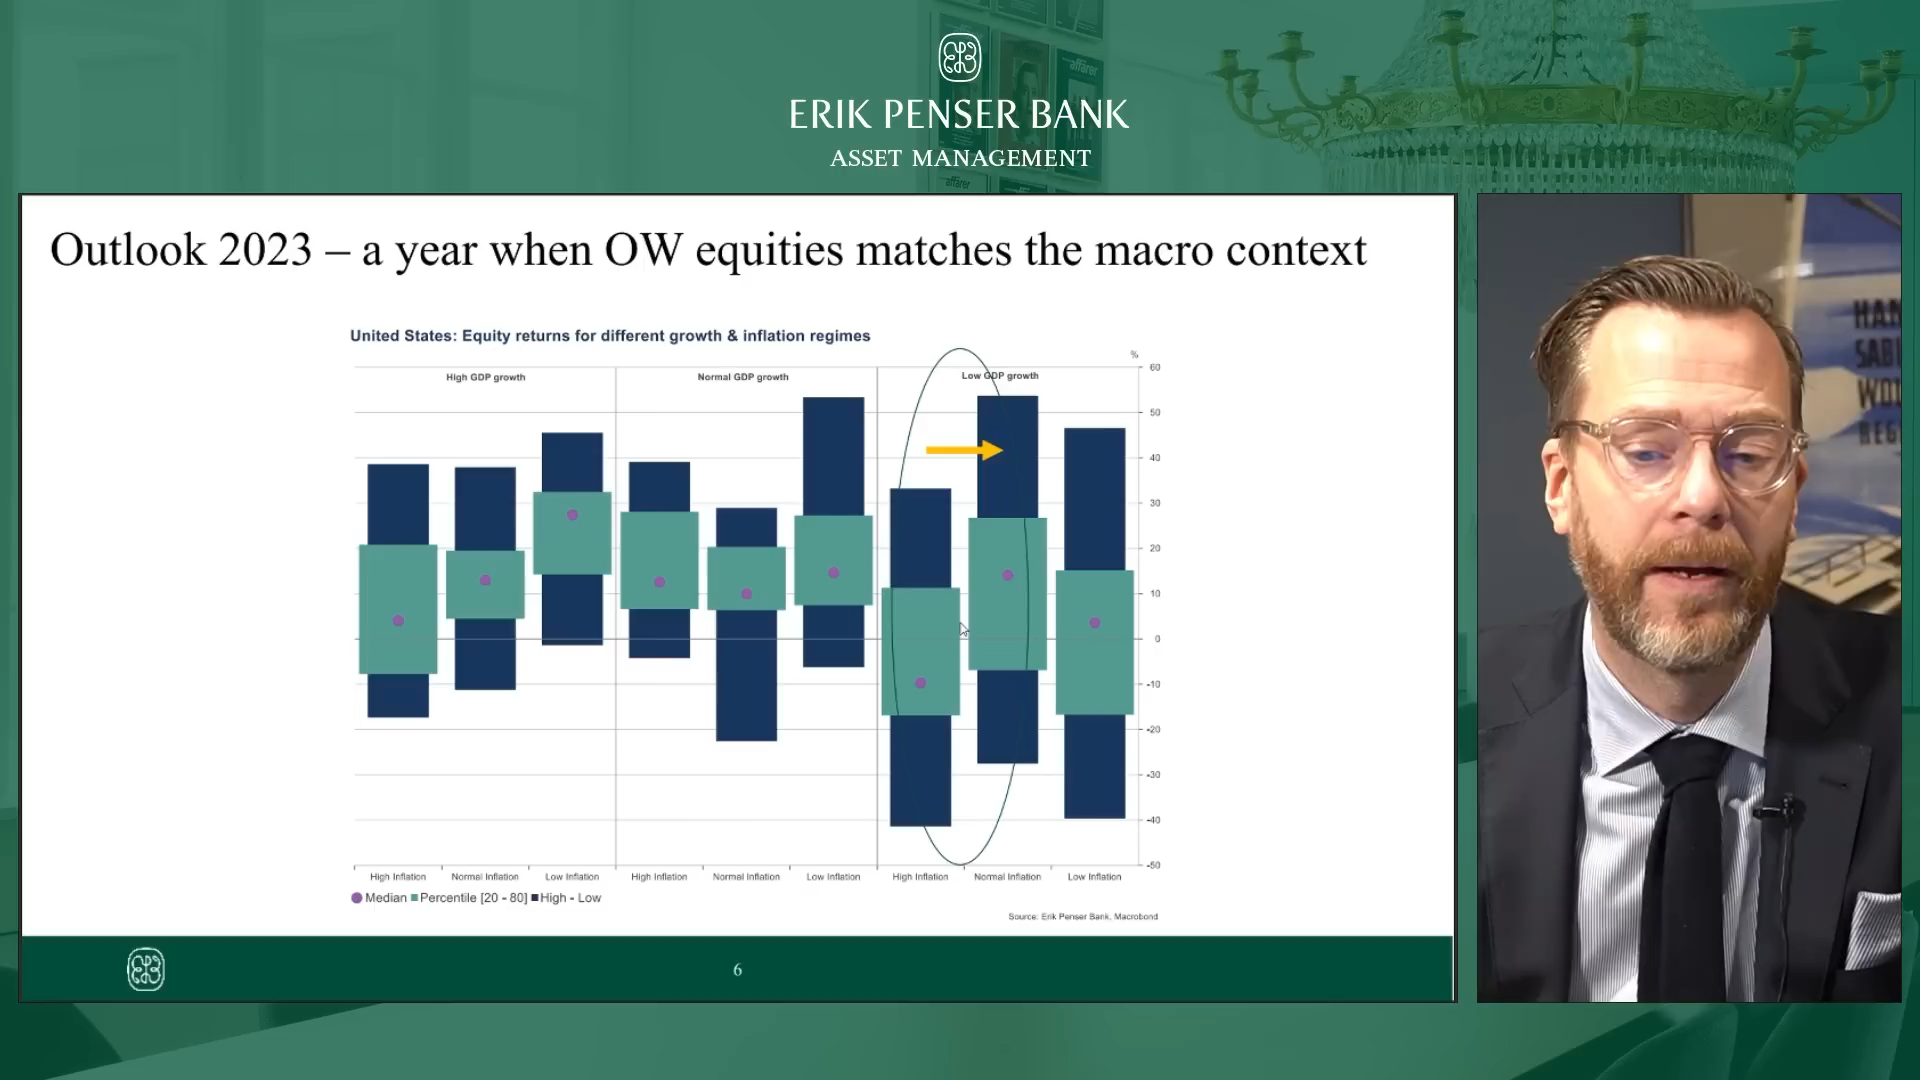 affärer
ERIK PENSER BANK
ASSET MANAGEMENT
affärer
Outlook 2023 – a year when OW equities matches the macro context
United States: Equity returns for different growth & inflation regimes
%
High GDP growth
Normal GDP growth
Low GDP growth
60
50
40
30
20
10
0
-10
-20
-30
-40
-50
High Inflation
Normal Inflation
Low Inflation
High Inflation
Normal Inflation
Low Inflation
High Inflation
Normal Inflation
Low Inflation
Median Percentile [20 - 80] High - Low
Source: Erik Penser Bank, Macrobond
6